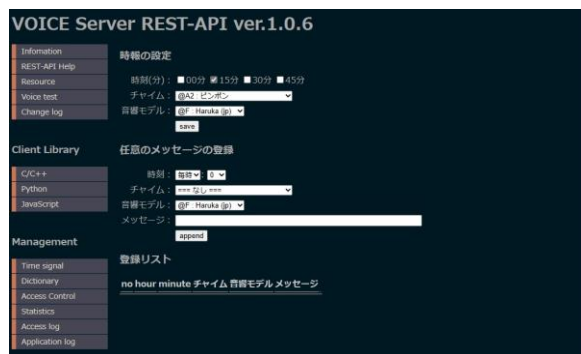 VOICE Server REST-API ver.1.0.6
Infomation
REST-API Help
Resource
Voice test
Change log
Client Library
C/C++
Python
JavaScript
Management
Time signal
Dictionary
Access Control
Statistics
Access log
Application log
時報の設定
時刻(分) : 00分 15分 30分 45分
チャイム : @A2 : ピンポン
音響モデル : @F : Haruka (jp)
save
任意のメッセージの登録
時刻 : 毎時 : 0
チャイム : === なし ===
音響モデル : @F : Haruka (jp)
メッセージ :
append
登録リスト
no hour minute チャイム 音響モデル メッセージ